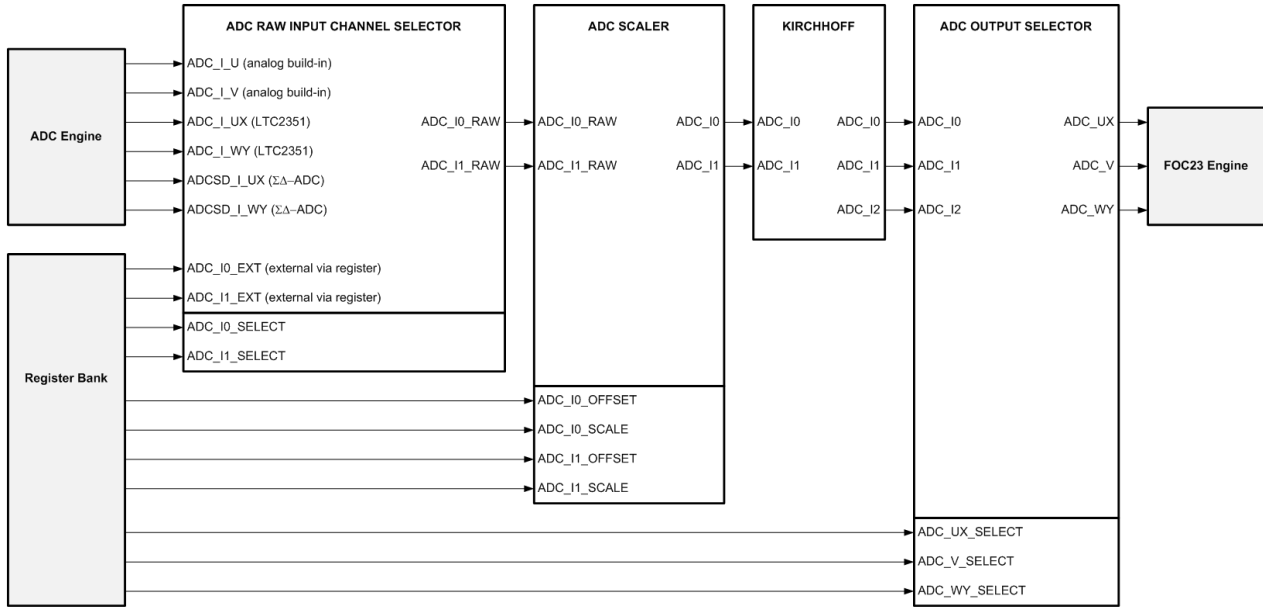 ADC RAW INPUT CHANNEL SELECTOR
ADC SCALER
KIRCHHOFF
ADC OUTPUT SELECTOR
ADC Engine
ADC_I_U (analog build-in)
ADC_I_V (analog build-in)
ADC_I_UX (LTC2351)
ADC_I_WY (LTC2351)
ADCSD_I_UX (ΣΔ–ADC)
ADCSD_I_WY (ΣΔ–ADC)
ADC_I0_RAW
ADC_I1_RAW
ADC_I0_RAW
ADC_I1_RAW
ADC_I0
ADC_I1
ADC_I0
ADC_I1
ADC_I0
ADC_I1
ADC_I2
ADC_I0
ADC_I1
ADC_I2
ADC_UX
ADC_V
ADC_WY
FOC23 Engine
Register Bank
ADC_I0_EXT (external via register)
ADC_I1_EXT (external via register)
ADC_I0_SELECT
ADC_I1_SELECT
ADC_I0_OFFSET
ADC_I0_SCALE
ADC_I1_OFFSET
ADC_I1_SCALE
ADC_UX_SELECT
ADC_V_SELECT
ADC_WY_SELECT